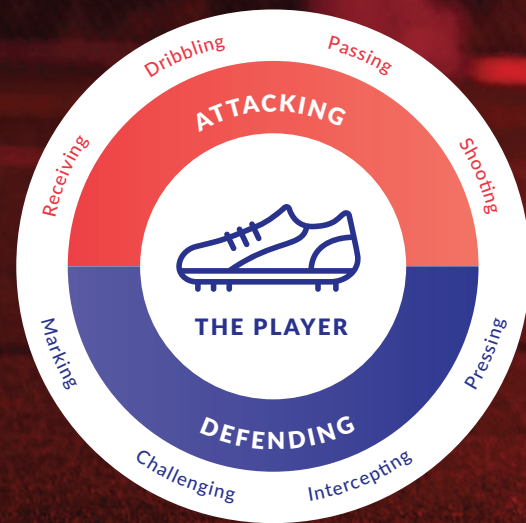 Dribbling
Passing
Receiving
ATTACKING
Shooting
THE PLAYER
Marking
Pressing
DEFENDING
Challenging
Intercepting